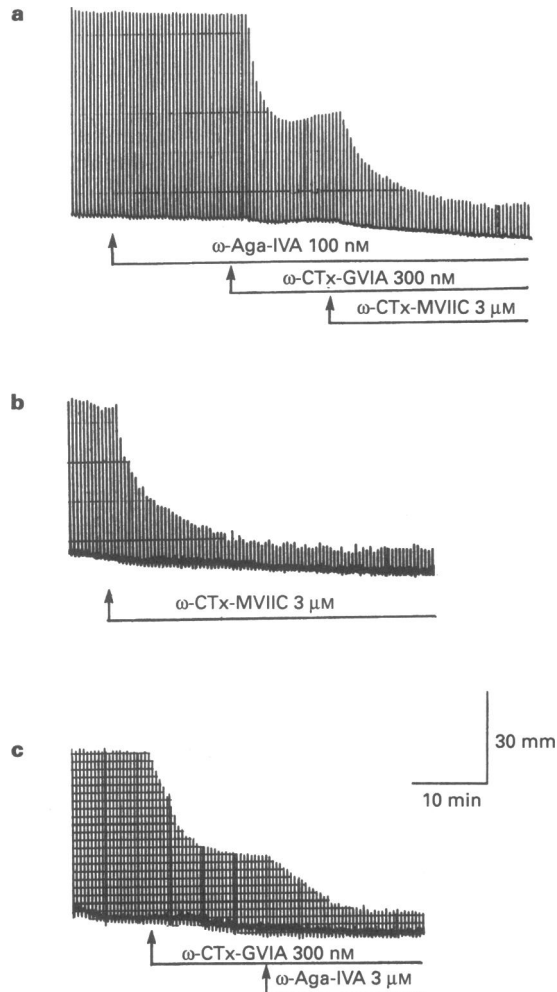 a
ω-Aga-IVA 100 nM
ω-CTx-GVIA 300 nM
ω-CTx-MVIIC 3 μM
b
ω-CTx-MVIIC 3 μM
c
30 mm
10 min
ω-CTx-GVIA 300 nM
ω-Aga-IVA 3 μM